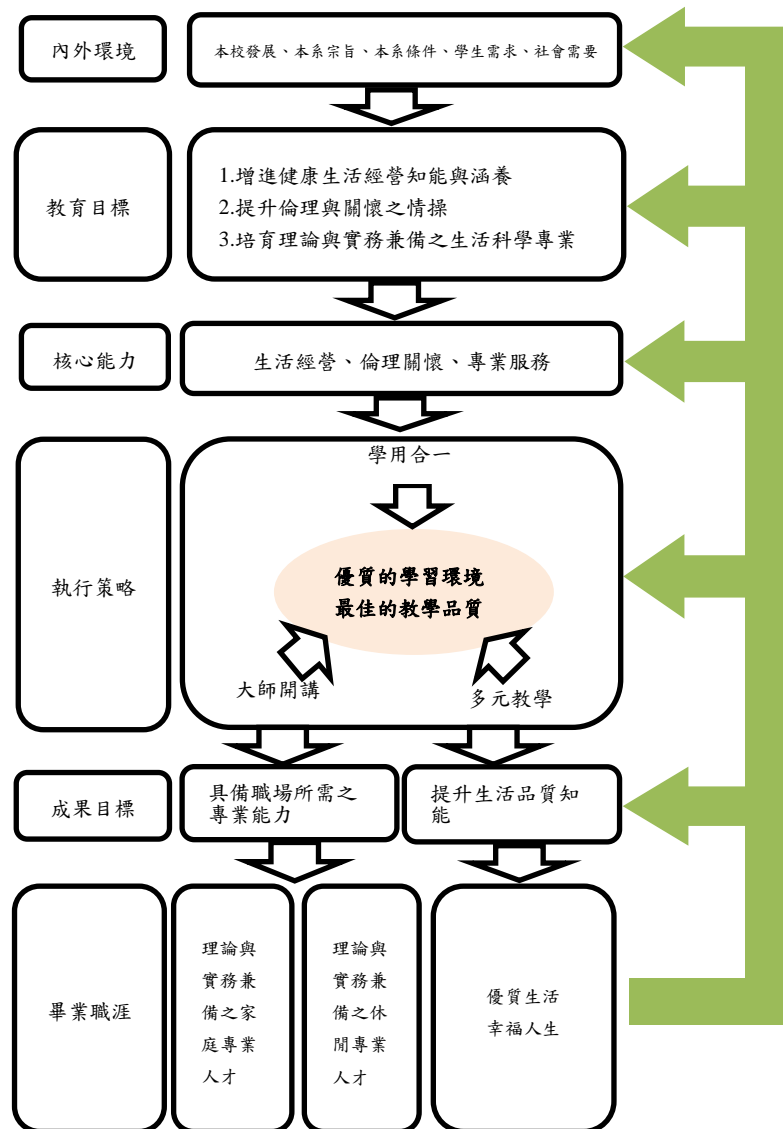 內外環境
本校發展、本系宗旨、本系條件、學生需求、社會需要
教育目標
1.增進健康生活經營知能與涵養
2.提升倫理與關懷之情操
3.培育理論與實務兼備之生活科學專業
核心能力
生活經營、倫理關懷、專業服務
執行策略
學用合一
優質的學習環境
最佳的教學品質
大師開講
多元教學
成果目標
具備職場所需之
專業能力
提升生活品質知
能
畢業職涯
理論與
實務兼
備之家
庭專業
人才
理論與
實務兼
備之休
閒專業
人才
優質生活
幸福人生